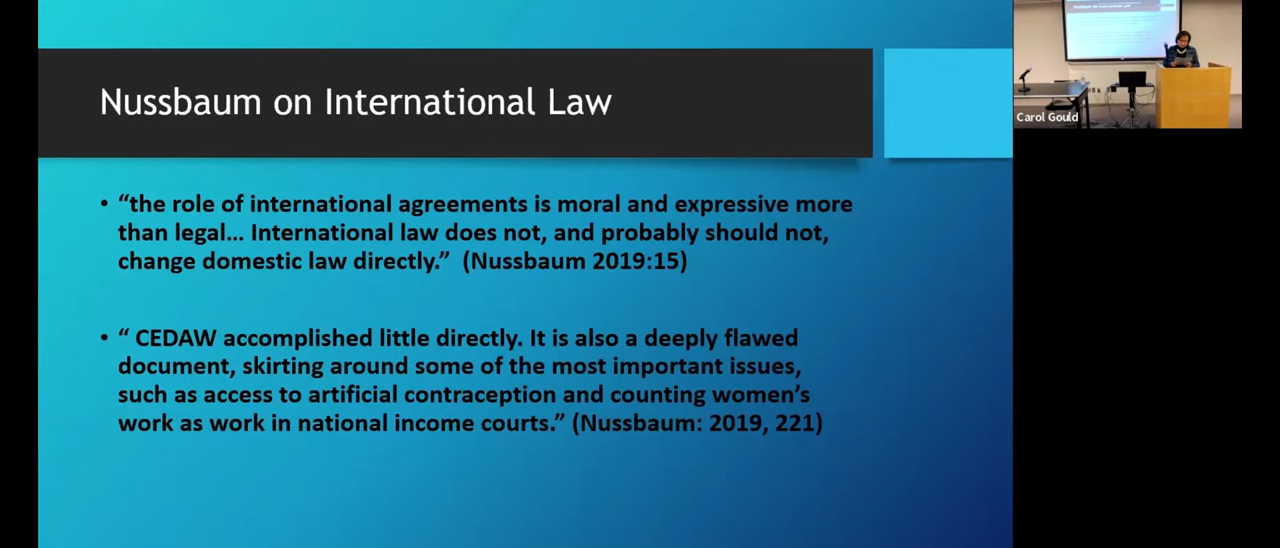 Nussbaum on International Law
• “the role of international agreements is moral and expressive more
than legal... International law does not, and probably should not,
change domestic law directly.” (Nussbaum 2019:15)
• “ CEDAW accomplished little directly. It is also a deeply flawed
document, skirting around some of the most important issues,
such as access to artificial contraception and counting women’s
work as work in national income courts.” (Nussbaum: 2019, 221)
Carol Gould